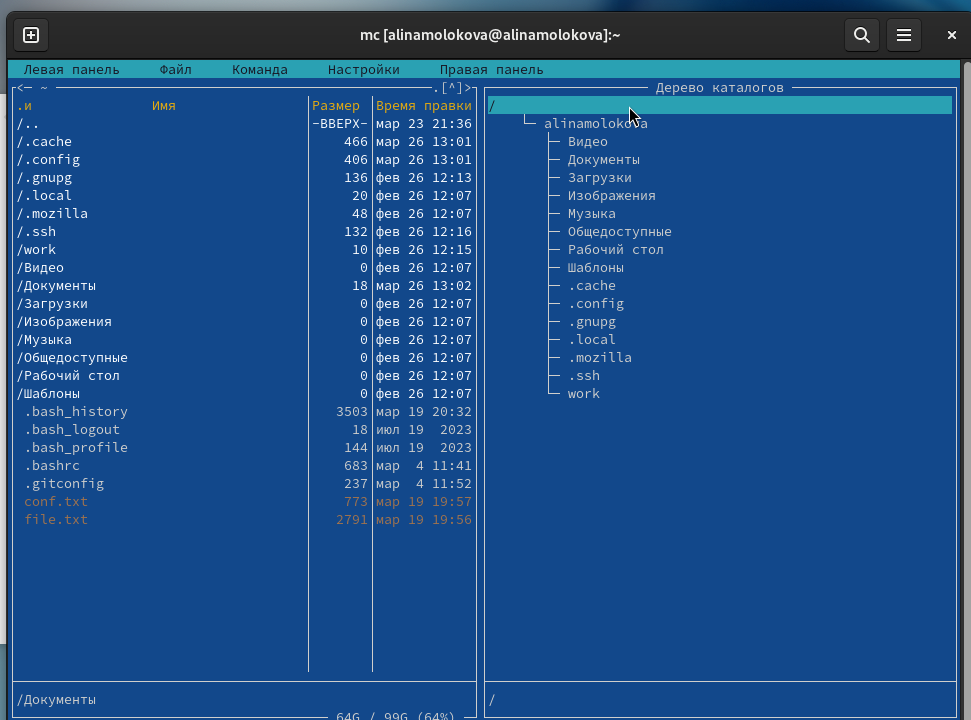 mc [alinamolokova@alinamolokova]:~
Левая панель Файл Команда Настройки Правая панель
<─ ~ .[^]>
.и Имя Размер Время правки
/.. -ВВЕРХ- мар 23 21:36
/.cache 466 мар 26 13:01
/.config 406 мар 26 13:01
/.gnupg 136 фев 26 12:13
/.local 20 фев 26 12:07
/.mozilla 48 фев 26 12:07
/.ssh 132 фев 26 12:16
/work 10 фев 26 12:15
/Видео 0 фев 26 12:07
/Документы 18 мар 26 13:02
/Загрузки 0 фев 26 12:07
/Изображения 0 фев 26 12:07
/Музыка 0 фев 26 12:07
/Общедоступные 0 фев 26 12:07
/Рабочий стол 0 фев 26 12:07
/Шаблоны 0 фев 26 12:07
.bash_history 3503 мар 19 20:32
.bash_logout 18 июл 19 2023
.bash_profile 144 июл 19 2023
.bashrc 683 мар 4 11:41
.gitconfig 237 мар 4 11:52
conf.txt 773 мар 19 19:57
file.txt 2791 мар 19 19:56
/Документы
64G / 99G (64%)
Дерево каталогов
/
alinamolokova
Видео
Документы
Загрузки
Изображения
Музыка
Общедоступные
Рабочий стол
Шаблоны
.cache
.config
.gnupg
.local
.mozilla
.ssh
work
/